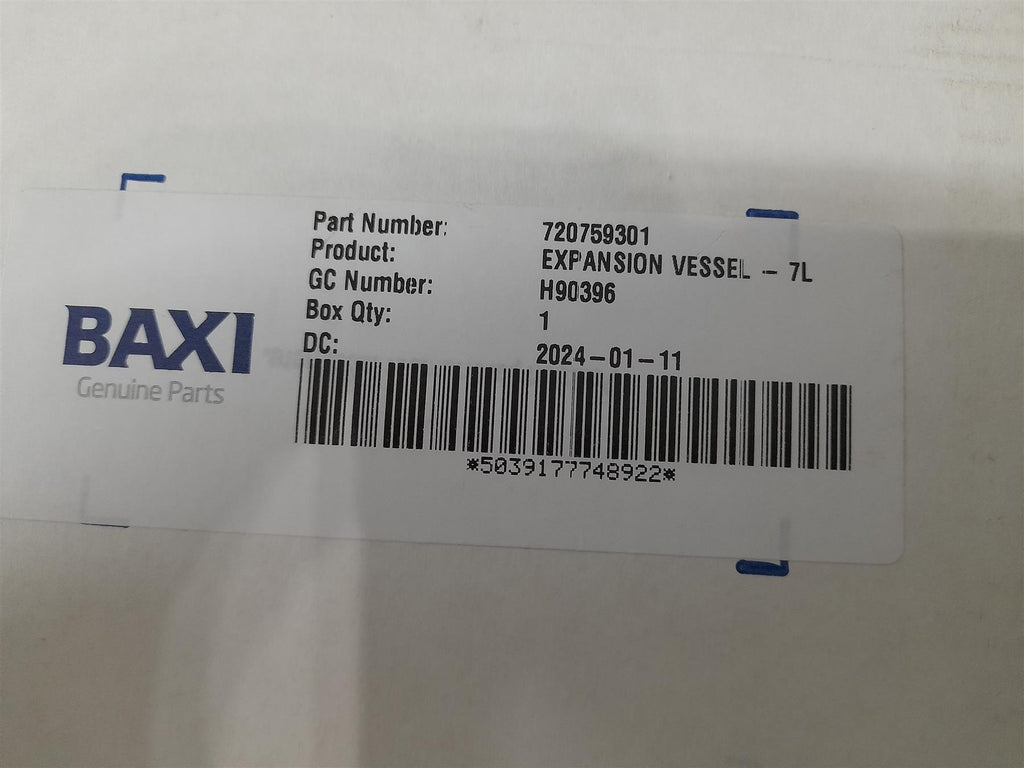 Part Number: 720759301
Product: EXPANSION VESSEL - 7L
GC Number: H90396
Box Qty: 1
DC: 2024-01-11
BAXI
Genuine Parts
*5039177748922*